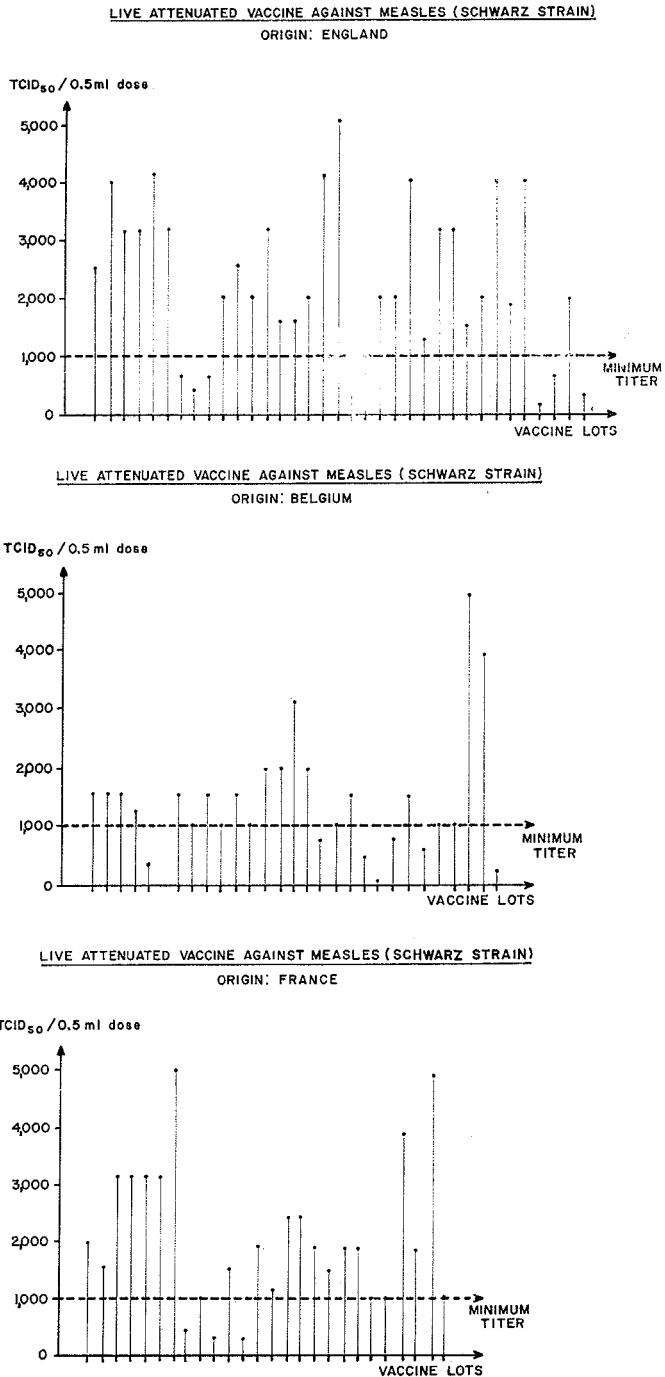 LIVE ATTENUATED VACCINE AGAINST MEASLES (SCHWARZ STRAIN)
ORIGIN: ENGLAND
TCID50 / 0.5ml dose
5,000
4,000
3,000
2,000
1,000
0
MINIMUM
TITER
VACCINE LOTS
LIVE ATTENUATED VACCINE AGAINST MEASLES (SCHWARZ STRAIN)
ORIGIN: BELGIUM
TCID50 / 0.5 ml dose
5,000
4,000
3,000
2,000
1,000
0
MINIMUM
TITER
VACCINE LOTS
LIVE ATTENUATED VACCINE AGAINST MEASLES (SCHWARZ STRAIN)
ORIGIN: FRANCE
TCID50 / 0.5 ml dose
5,000
4,000
3,000
2,000
1,000
0
MINIMUM
TITER
VACCINE LOTS